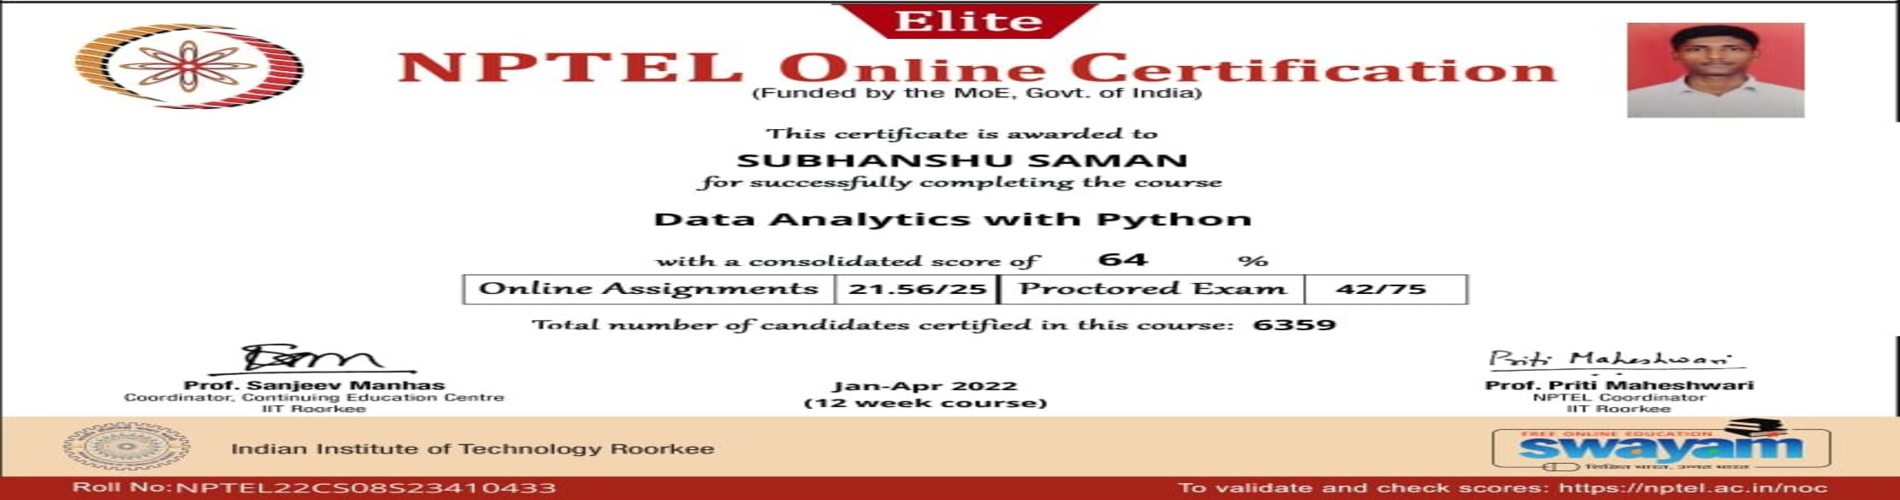 Elite
NPTEL Online Certification
(Funded by the MoE, Govt. of India)
This certificate is awarded to
SUBHANSHU SAMAN
for successfully completing the course
Data Analytics with Python
with a consolidated score of 64 %
Online Assignments 21.56/25 Proctored Exam 42/75
Total number of candidates certified in this course: 6359
Priti Maheshwari
Prof. Sanjeev Manhas
Coordinator, Continuing Education Centre
IIT Roorkee
Jan-Apr 2022
(12 week course)
Prof. Priti Maheshwari
NPTEL Coordinator
IIT Roorkee
Indian Institute of Technology Roorkee
FREE ONLINE EDUCATION
swayam
शिक्षित भारत, उन्नत भारत
Roll No: NPTEL22CS08S23410433
To validate and check scores: https://nptel.ac.in/noc